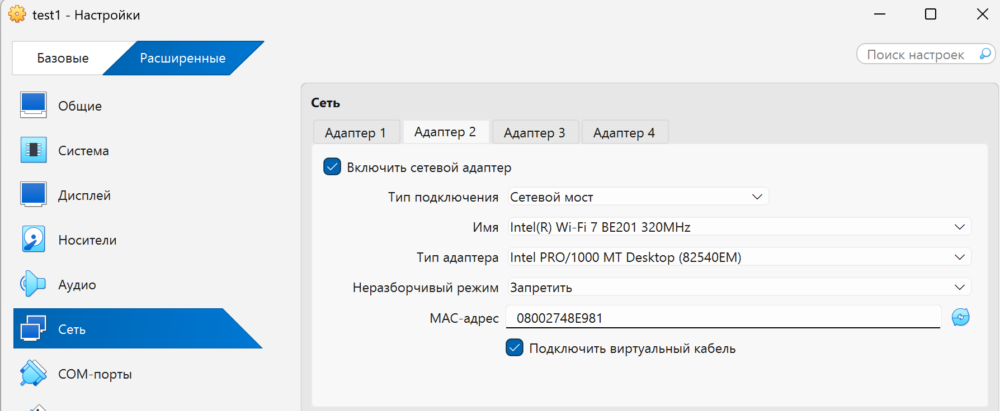 test1 - Настройки
Базовые
Расширенные
Поиск настроек
Общие
Система
Дисплей
Носители
Аудио
Сеть
COM-порты
Сеть
Адаптер 1
Адаптер 2
Адаптер 3
Адаптер 4
Включить сетевой адаптер
Тип подключения
Сетевой мост
Имя
Intel(R) Wi-Fi 7 BE201 320MHz
Тип адаптера
Intel PRO/1000 MT Desktop (82540EM)
Неразборчивый режим
Запретить
MAC-адрес
08002748E981
Подключить виртуальный кабель